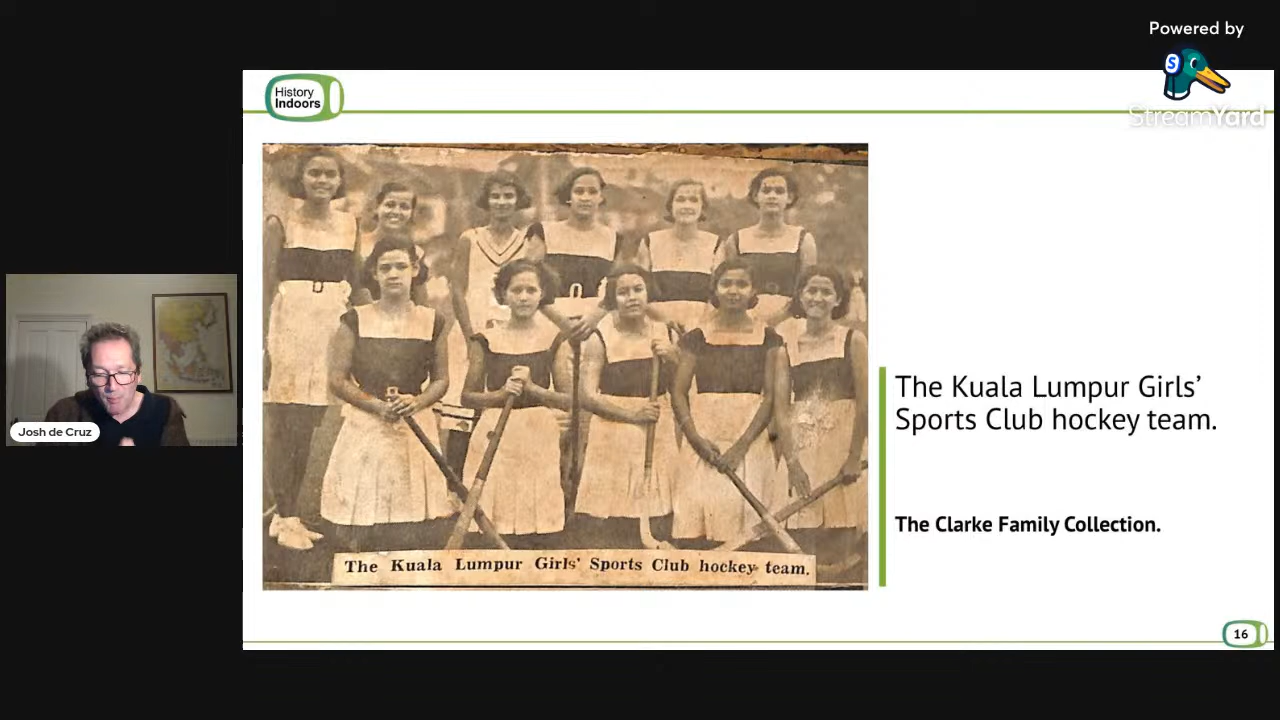 Powered by
S
StreamYard
History
Indoors
Josh de Cruz
The Kuala Lumpur Girls’
Sports Club hockey team.
The Clarke Family Collection.
The Kuala Lumpur Girls' Sports Club hockey team.
16